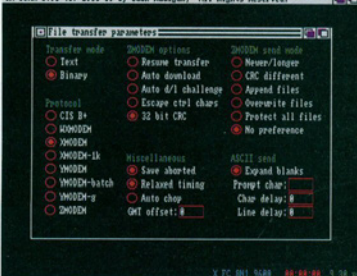 File transfer parameters
Transfer mode
Text
Binary
Protocol
CIS B+
WXMODEM
XMODEM
XMODEM-1k
YMODEM
YMODEM-batch
YMODEM-g
ZMODEM
ZMODEM options
Resume transfer
Auto download
Auto d/l challenge
Escape ctrl chars
32 bit CRC
Miscellaneous
Save aborted
Relaxed timing
Auto chop
GMT offset: 0
ZMODEM send mode
Newer/longer
CRC different
Append files
Overwrite files
Protect all files
No preference
ASCII send
Expand blanks
Prompt char:
Char delay: 0
Line delay: 0